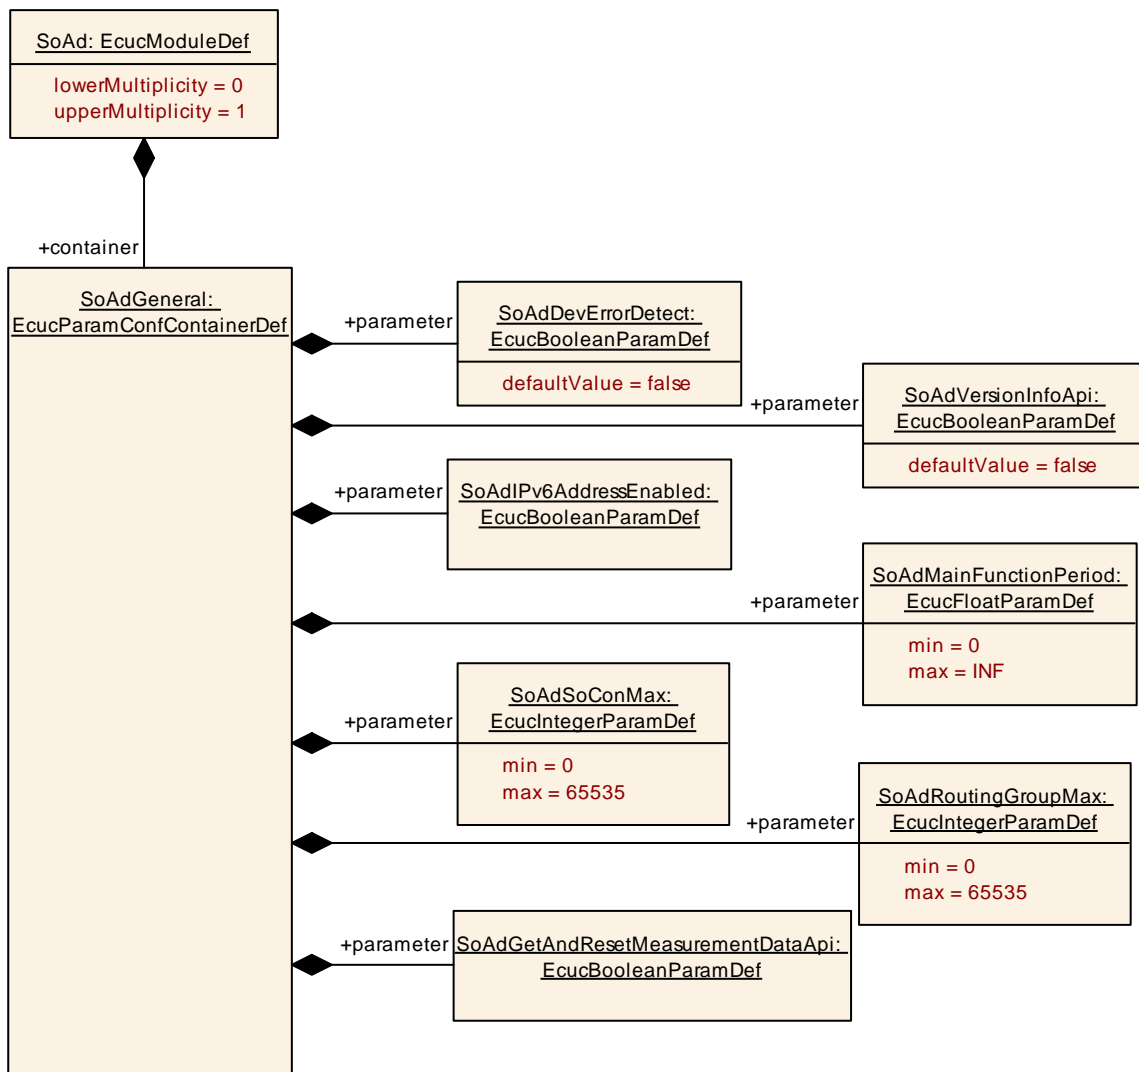 SoAd: EcucModuleDef
lowerMultiplicity = 0
upperMultiplicity = 1
+container
SoAdGeneral:
EcucParamConfContainerDef
+parameter
SoAdDevErrorDetect:
EcucBooleanParamDef
defaultValue = false
+parameter
SoAdVersionInfoApi:
EcucBooleanParamDef
defaultValue = false
+parameter
SoAdIPv6AddressEnabled:
EcucBooleanParamDef
+parameter
SoAdMainFunctionPeriod:
EcucFloatParamDef
min = 0
max = INF
+parameter
SoAdSoConMax:
EcucIntegerParamDef
min = 0
max = 65535
+parameter
SoAdRoutingGroupMax:
EcucIntegerParamDef
min = 0
max = 65535
+parameter
SoAdGetAndResetMeasurementDataApi:
EcucBooleanParamDef